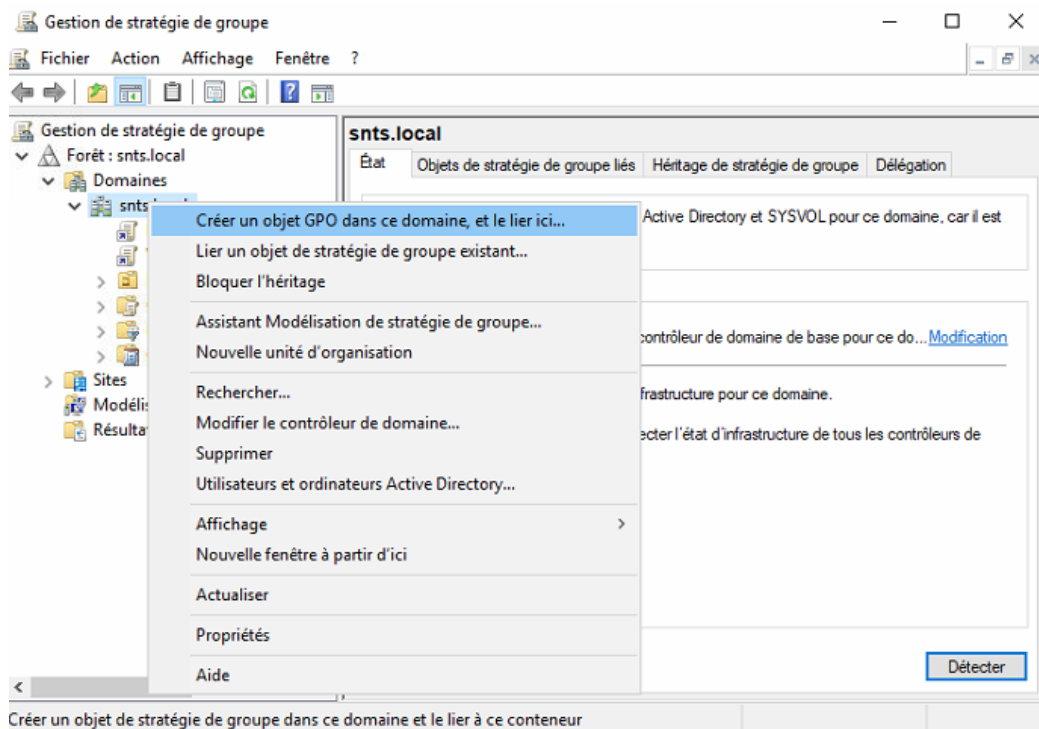 Gestion de stratégie de groupe
Fichier Action Affichage Fenêtre ?
Gestion de stratégie de groupe
Forêt : snts.local
Domaines
Sites
snts.local
État Objets de stratégie de groupe liés Héritage de stratégie de groupe Délégation
Active Directory et SYSVOL pour ce domaine, car il est
contrôleur de domaine de base pour ce do... Modification
pour ce domaine.
l'état d'infrastructure de tous les contrôleurs de
Détecter
Créer un objet GPO dans ce domaine, et le lier ici...
Lier un objet de stratégie de groupe existant...
Bloquer l'héritage
Assistant Modélisation de stratégie de groupe...
Nouvelle unité d'organisation
Rechercher...
Modifier le contrôleur de domaine...
Supprimer
Utilisateurs et ordinateurs Active Directory...
Affichage
Nouvelle fenêtre à partir d'ici
Actualiser
Propriétés
Aide
Créer un objet de stratégie de groupe dans ce domaine et le lier à ce conteneur